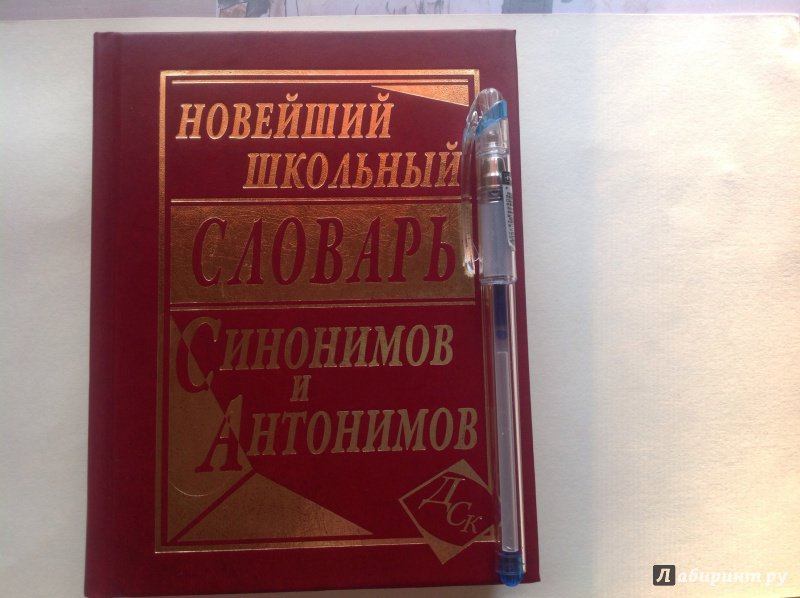 НОВЕЙШИЙ
ШКОЛЬНЫЙ
СЛОВАРЬ
СИНОНИМОВ
И
АНТОНИМОВ
ДСК
Лабиринт.ру